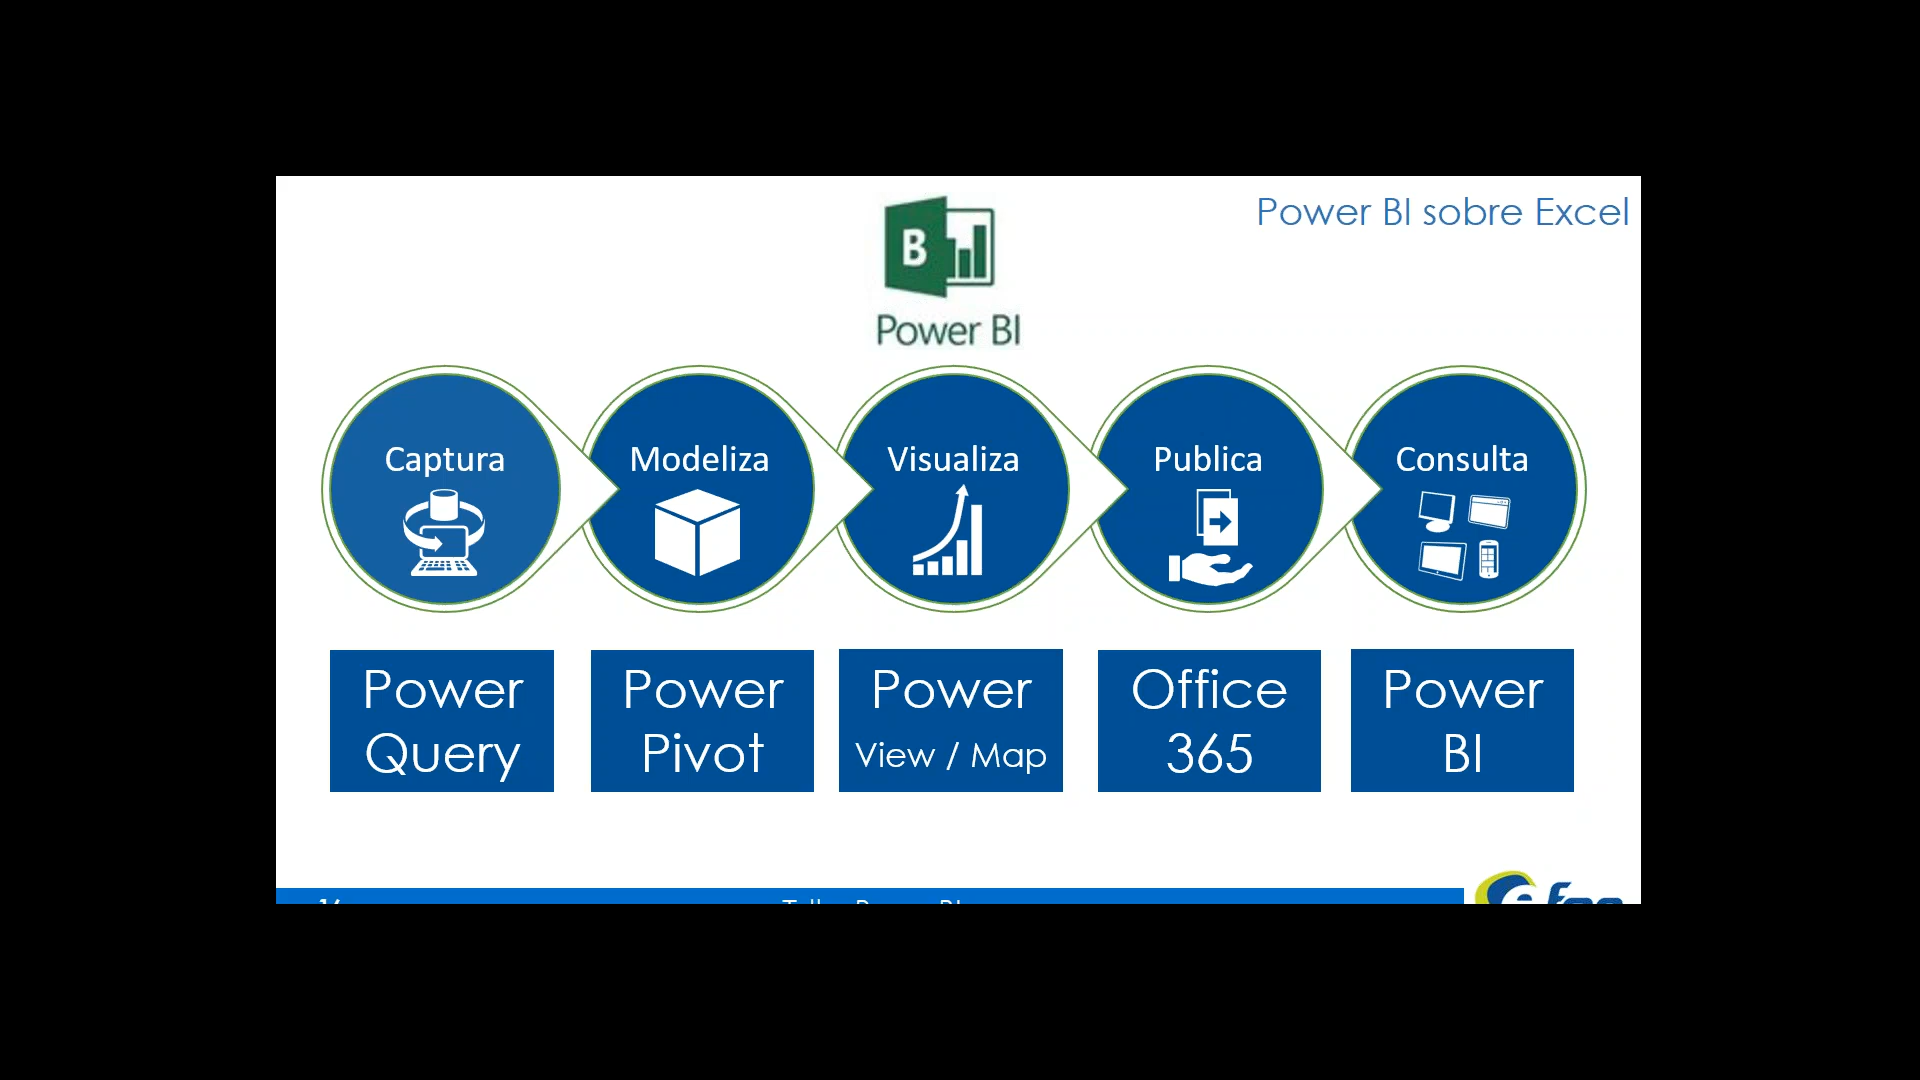 Power BI sobre Excel
B
Power BI
Captura
Modeliza
Visualiza
Publica
Consulta
Power
Query
Power
Pivot
Power
View / Map
Office
365
Power
BI